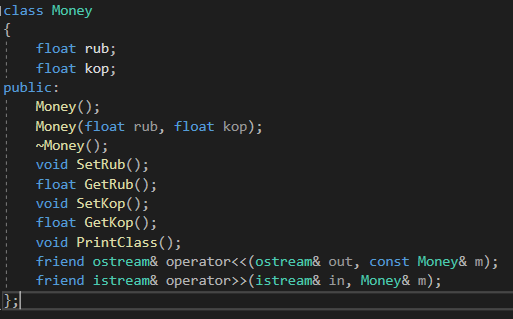 class Money
{
float rub;
float kop;
public:
Money();
Money(float rub, float kop);
~Money();
void SetRub();
float GetRub();
void SetKop();
float GetKop();
void PrintClass();
friend ostream& operator<<(ostream& out, const Money& m);
friend istream& operator>>(istream& in, Money& m);
};